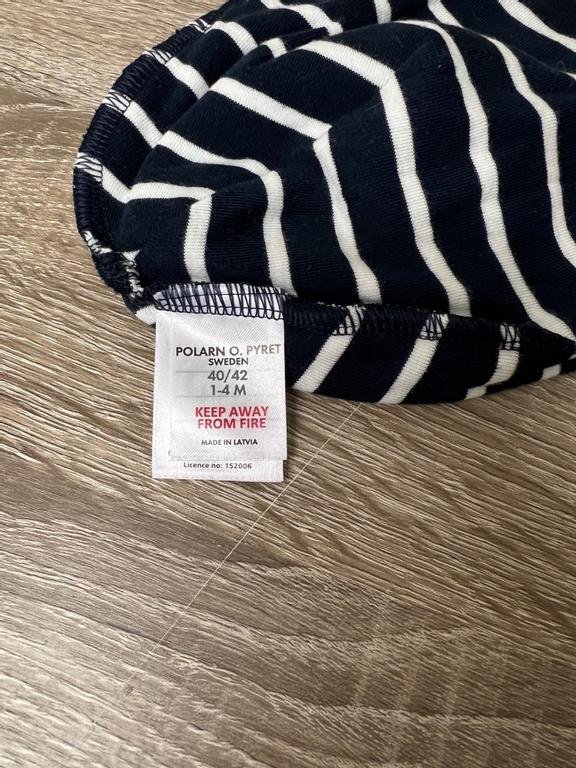 POLARN O. PYRET
SWEDEN
40/42
1-4 M
KEEP AWAY
FROM FIRE
MADE IN LATVIA
Licence no: 152006